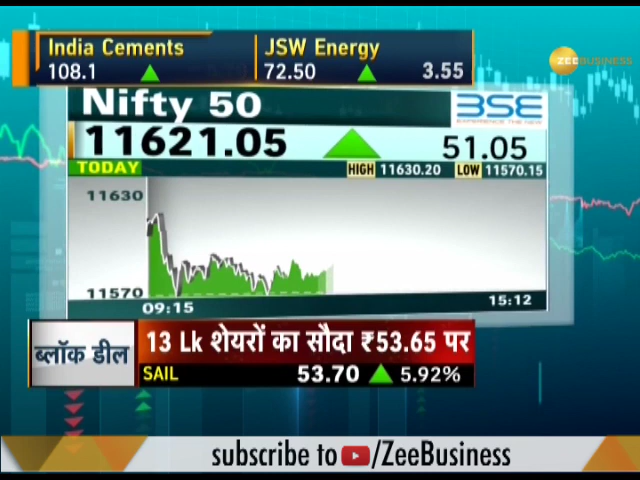 India Cements
108.1
JSW Energy
72.50 3.55
ZEEBUSINESS
Nifty 50
BSE
EXPERIENCE THE NEW
11621.05 51.05
TODAY HIGH 11630.20 LOW 11570.15
11630
11570
09:15 15:12
ब्लॉक डील
13 Lk शेयरों का सौदा ₹53.65 पर
SAIL 53.70 5.92%
subscribe to /ZeeBusiness